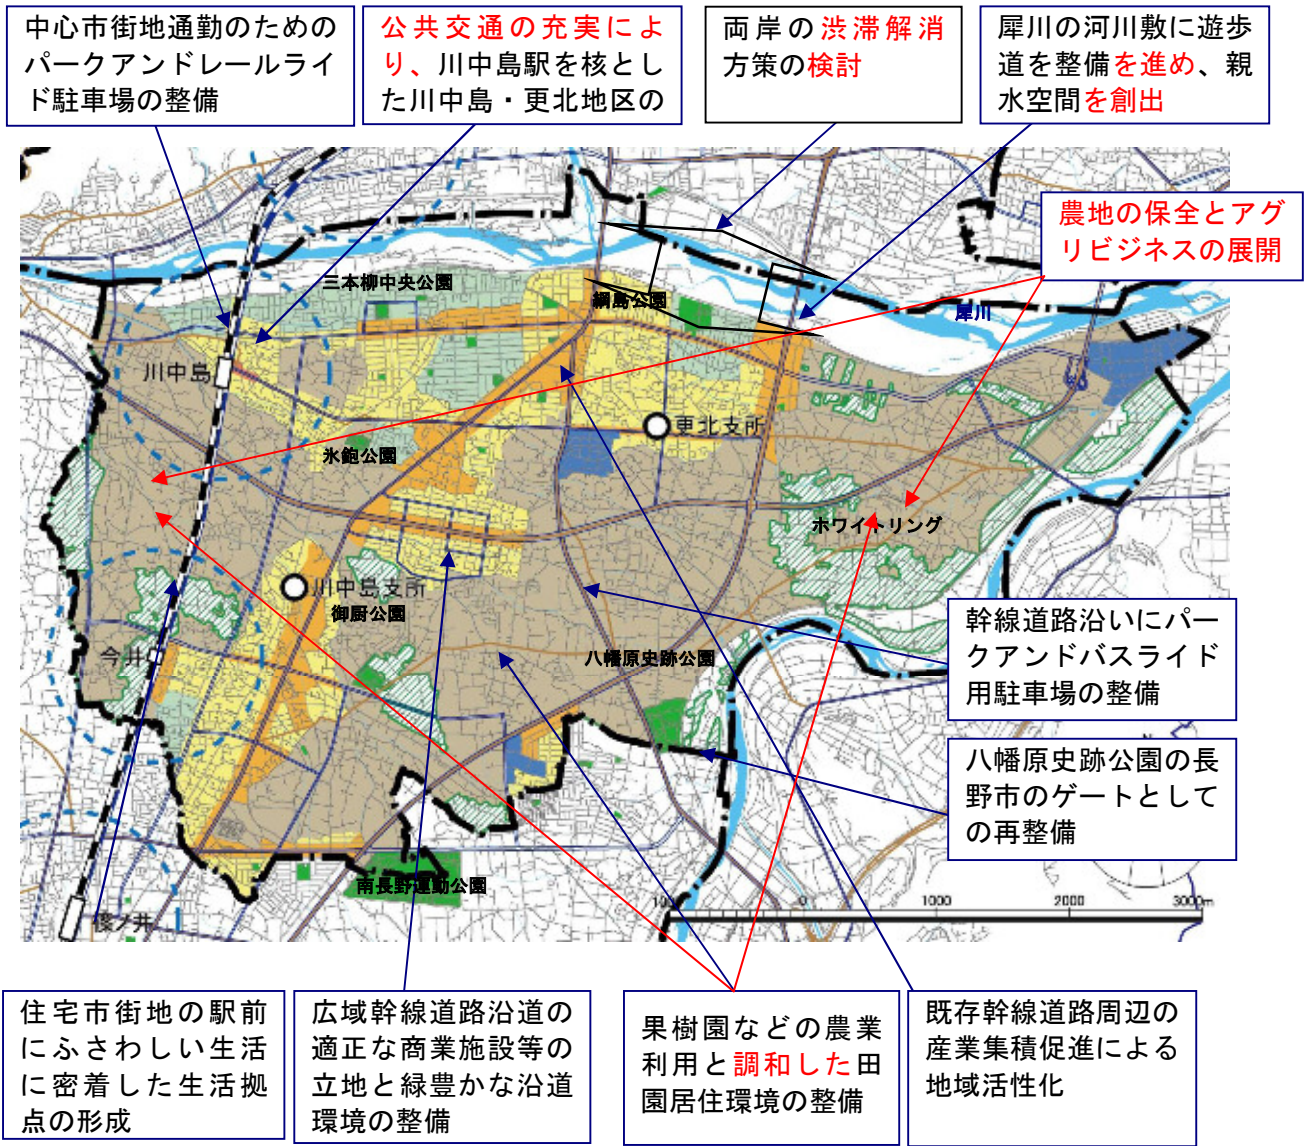 中心市街地通勤のための
パークアンドレールライ
ド駐車場の整備
公共交通の充実によ
り、川中島駅を核とし
た川中島・更北地区の
両岸の渋滞解消
方策の検討
犀川の河川敷に遊歩
道を整備を進め、親
水空間を創出
農地の保全とアグ
リビジネスの展開
三本柳中央公園
綱島公園
犀川
川中島
更北支所
氷鉋公園
ホワイトリング
川中島支所
御厨公園
今井
八幡原史跡公園
幹線道路沿いにパー
クアンドバスライド
用駐車場の整備
八幡原史跡公園の長
野市のゲートとして
の再整備
南長野運動公園
篠ノ井
0
1000
2000
3000m
住宅市街地の駅前
にふさわしい生活
に密着した生活拠
点の形成
広域幹線道路沿道の
適正な商業施設等の
立地と緑豊かな沿道
環境の整備
果樹園などの農業
利用と調和した田
園居住環境の整備
既存幹線道路周辺の
産業集積促進による
地域活性化